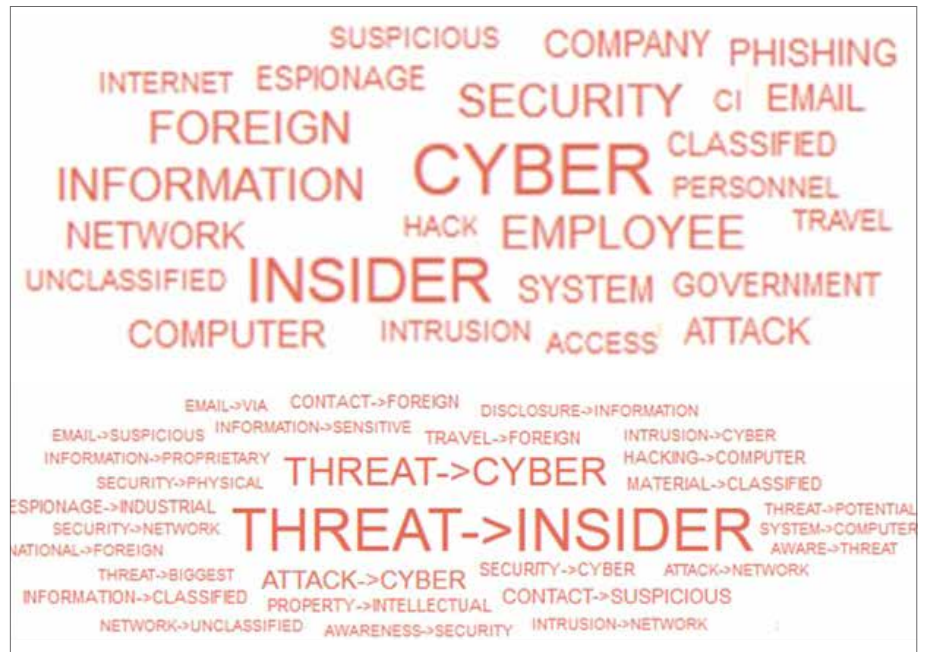 SUSPICIOUS COMPANY PHISHING
INTERNET ESPIONAGE SECURITY CI EMAIL
FOREIGN CYBER CLASSIFIED
INFORMATION PERSONNEL
NETWORK HACK EMPLOYEE TRAVEL
UNCLASSIFIED INSIDER SYSTEM GOVERNMENT
COMPUTER INTRUSION ACCESS ATTACK
EMAIL->VIA CONTACT->FOREIGN DISCLOSURE->INFORMATION
EMAIL->SUSPICIOUS INFORMATION->SENSITIVE TRAVEL->FOREIGN INTRUSION->CYBER
INFORMATION->PROPRIETARY THREAT->CYBER HACKING->COMPUTER
SECURITY->PHYSICAL MATERIAL->CLASSIFIED
ESPIONAGE->INDUSTRIAL THREAT->INSIDER THREAT->POTENTIAL
SECURITY->NETWORK SYSTEM->COMPUTER
NATIONAL->FOREIGN AWARE->THREAT
THREAT->BIGGEST ATTACK->CYBER SECURITY->CYBER ATTACK->NETWORK
INFORMATION->CLASSIFIED PROPERTY->INTELLECTUAL CONTACT->SUSPICIOUS
NETWORK->UNCLASSIFIED AWARENESS->SECURITY INTRUSION->NETWORK